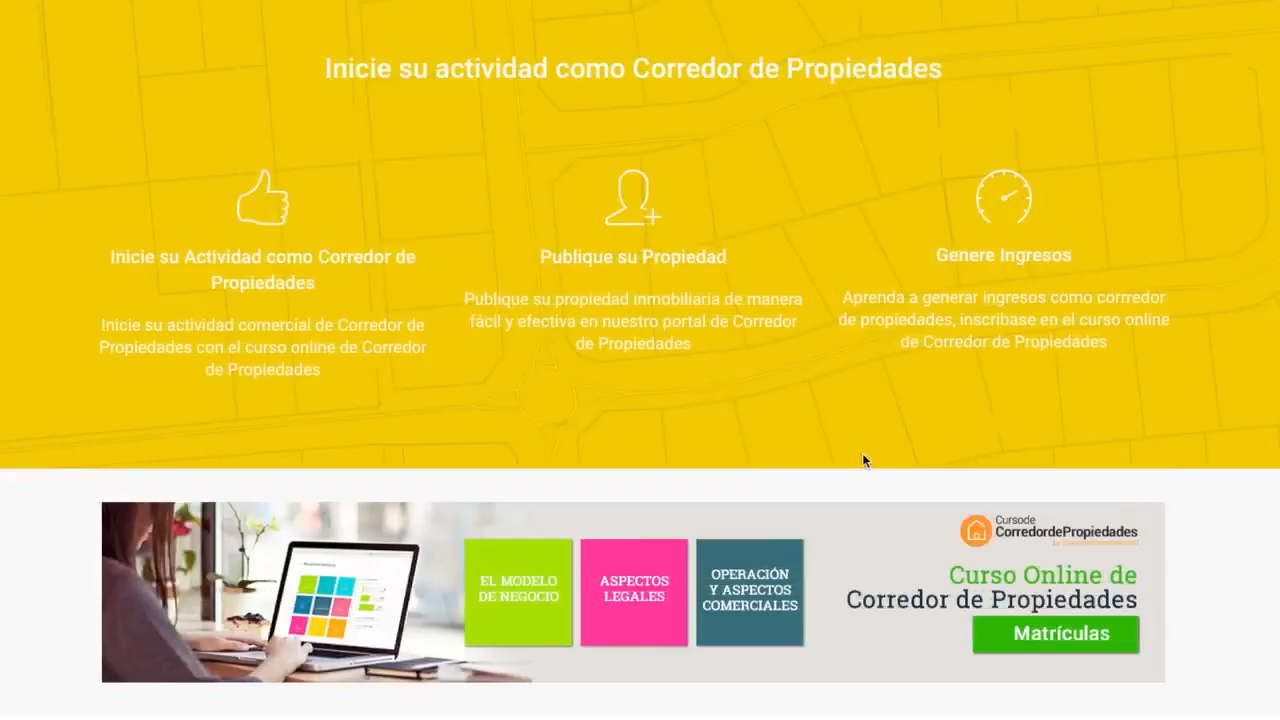 Inicie su actividad como Corredor de Propiedades
Inicie su Actividad como Corredor de
Propiedades
Inicie su actividad comercial de Corredor de
Propiedades con el curso online de Corredor
de Propiedades
Publique su Propiedad
Publique su propiedad inmobiliaria de manera
fácil y efectiva en nuestro portal de Corredor
de Propiedades
Genere Ingresos
Aprenda a generar ingresos como corrredor
de propiedades, inscribase en el curso online
de Corredor de Propiedades
EL MODELO
DE NEGOCIO
ASPECTOS
LEGALES
OPERACIÓN
Y ASPECTOS
COMERCIALES
Cursode
CorredordePropiedades
Curso Online de
Corredor de Propiedades
Matrículas